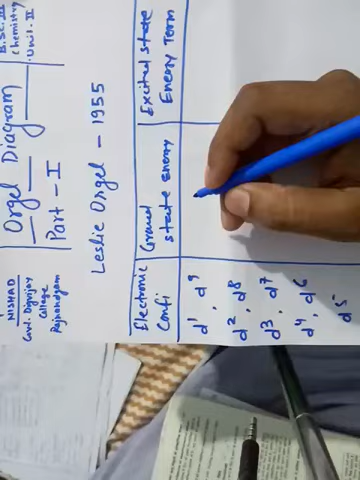 NISHAD
Govt. Digvijay
College
Rajnandgaon
Orgel Diagram
Part - I
B.Sc. III
Chemistry
Unit - II
Leslie Orgel - 1955
Electronic
Confi
Ground
state Energy
Excited state
Energy Term
d¹, d⁹
d², d⁸
d³, d⁷
d⁴, d⁶
d⁵